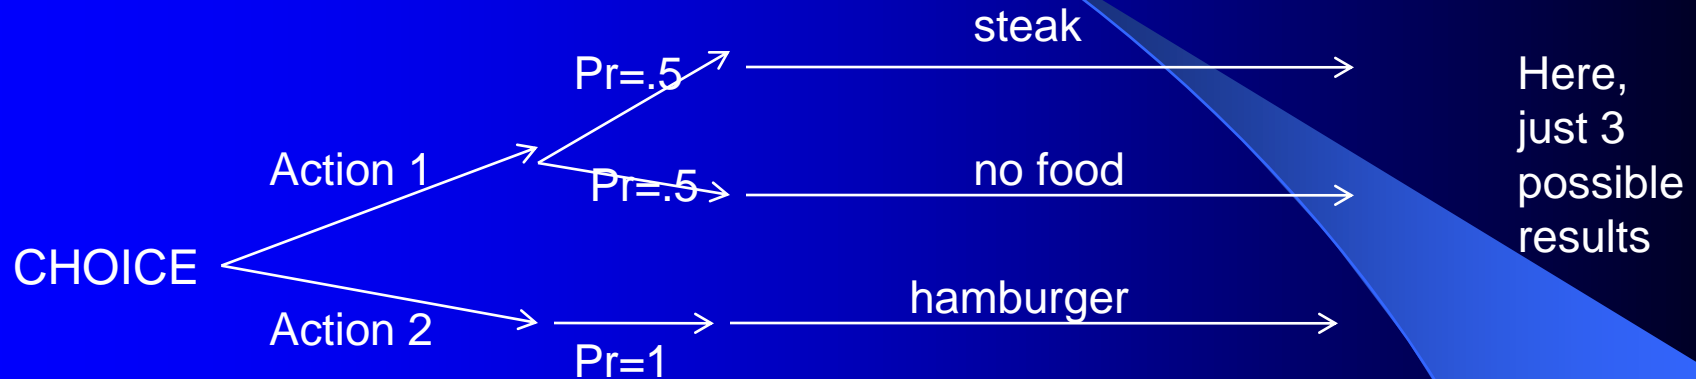 steak
Pr=.5
Here,
just 3
possible
results
Action 1
Pr=.5
no food
CHOICE
hamburger
Action 2
Pr=1